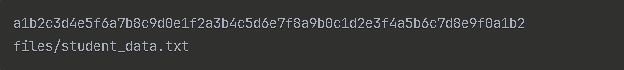 a1b2c3d4e5f6a7b8c9d0e1f2a3b4c5d6e7f8a9b0c1d2e3f4a5b6c7d8e9f0a1b2
files/student_data.txt